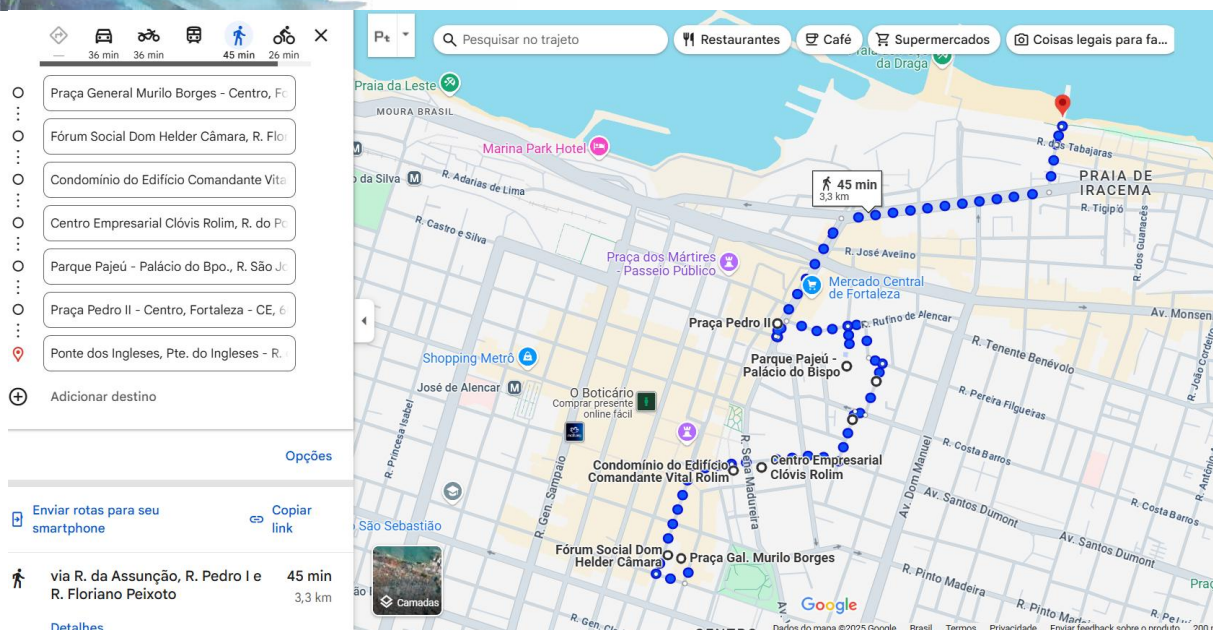 36 min
36 min
45 min
26 min
Praça General Murilo Borges - Centro, Fo
Fórum Social Dom Helder Câmara, R. Flor
Condomínio do Edifício Comandante Vita
Centro Empresarial Clóvis Rolim, R. do Po
Parque Pajeú - Palácio do Bpo., R. São Jo
Praça Pedro II - Centro, Fortaleza - CE, 6
Ponte dos Ingleses, Pte. do Ingleses - R.
Adicionar destino
Opções
Enviar rotas para seu
smartphone
Copiar
link
via R. da Assunção, R. Pedro I e
R. Floriano Peixoto
45 min
3,3 km
Detalhes
Pesquisar no trajeto
Restaurantes
Café
Supermercados
Coisas legais para fa...
da Draga
Praia da Leste
MOURA BRASIL
Marina Park Hotel
da Silva
M
R. Adarias de Lima
R. Castro e Silva
45 min
3,3 km
R. dos Tabajaras
PRAIA DE
IRACEMA
R. Tigipió
R. dos Guanacés
R. José Avelino
Praça dos Mártires
- Passeio Público
Mercado Central
de Fortaleza
Av. Monsen
Praça Pedro II
R. Rufino de Alencar
R. Tenente Benévolo
R. João Cordeiro
Parque Pajeú -
Palácio do Bispo
Shopping Metrô
José de Alencar
M
O Boticário
Comprar presente
online fácil
R. Princesa Isabel
R. Pereira Filgueiras
R. Costa Barros
R. Sena Madureira
Av. Dom Manuel
Condomínio do Edifício
Comandante Vital Rolim
Centro Empresarial
Clóvis Rolim
R. Gen. Sampaio
Av. Santos Dumont
R. Costa Barros
R. Antônio
São Sebastião
Av. Santos Dumont
Fórum Social Dom
Helder Câmara
Praça Gal. Murilo Borges
R. Pinto Madeira
Camadas
Google
Av.
R. Gen.
CENTRO
Dados do mapa ©2025 Google
Brasil
Termos
Privacidade
Enviar feedback sobre o produto
200 m